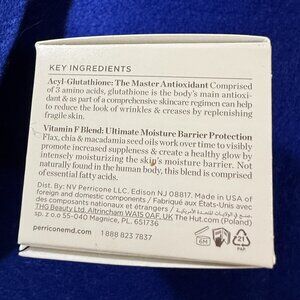 KEY INGREDIENTS
Acyl-Glutathione: The Master Antioxidant Comprised
of 3 amino acids, glutathione is the body's main antioxi-
dant & as part of a comprehensive skincare regimen can help
to reduce the look of wrinkles & creases by replenishing
fragile skin.
Vitamin F Blend: Ultimate Moisture Barrier Protection
Flax, chia & macadamia seed oils work over time to visibly
promote increased suppleness & create a healthy glow by
intensely moisturizing the skin's moisture barrier. Not
naturally found in the human body, this blend is comprised
of essential fatty acids.
Dist. By: NV Perricone LLC. Edison NJ 08817. Made in USA of
foreign and domestic components / Fabriqué aux États-Unis avec
des composants nationaux et étrangers /
THG Beauty Ltd, Altrincham WA15 0AF, UK The Hut.com (Poland)
sp. z o.o 55-040 Magnice, PL. 651736
perriconemd.com
1 888 823 7837
6M
21
PAP